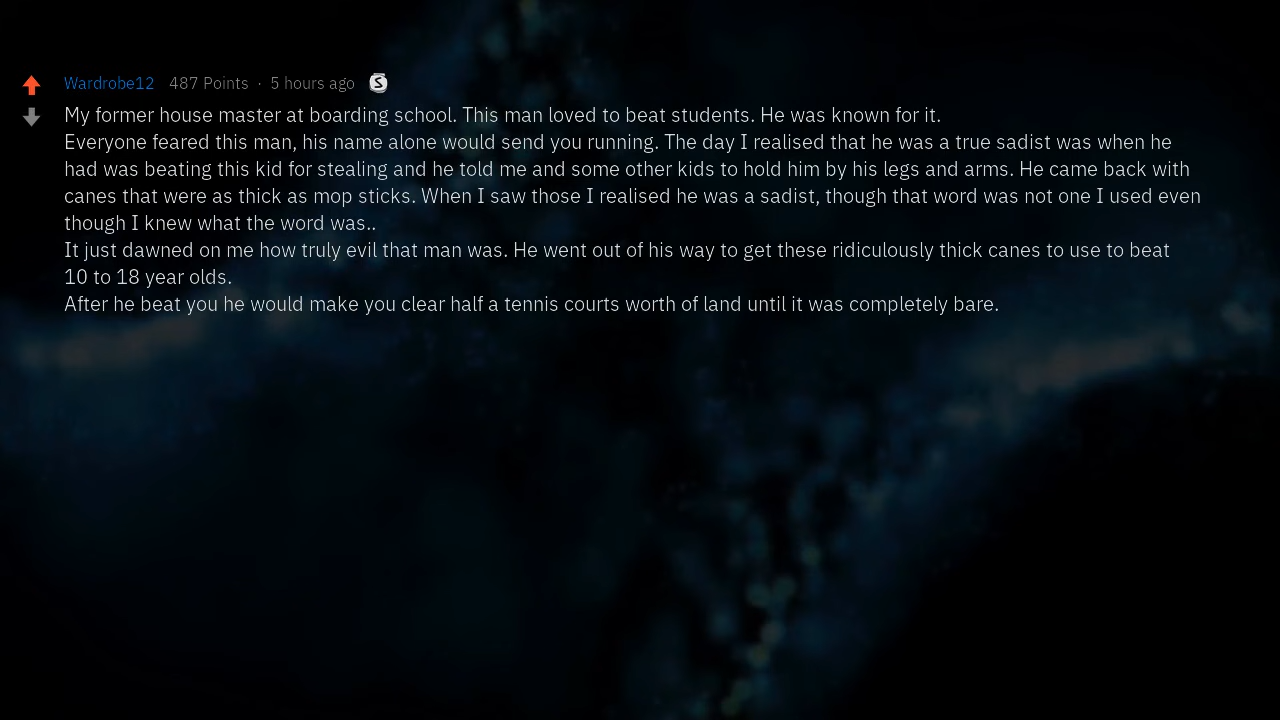 Wardrobe12 487 Points · 5 hours ago S
My former house master at boarding school. This man loved to beat students. He was known for it.
Everyone feared this man, his name alone would send you running. The day I realised that he was a true sadist was when he
had was beating this kid for stealing and he told me and some other kids to hold him by his legs and arms. He came back with
canes that were as thick as mop sticks. When I saw those I realised he was a sadist, though that word was not one I used even
though I knew what the word was..
It just dawned on me how truly evil that man was. He went out of his way to get these ridiculously thick canes to use to beat
10 to 18 year olds.
After he beat you he would make you clear half a tennis courts worth of land until it was completely bare.